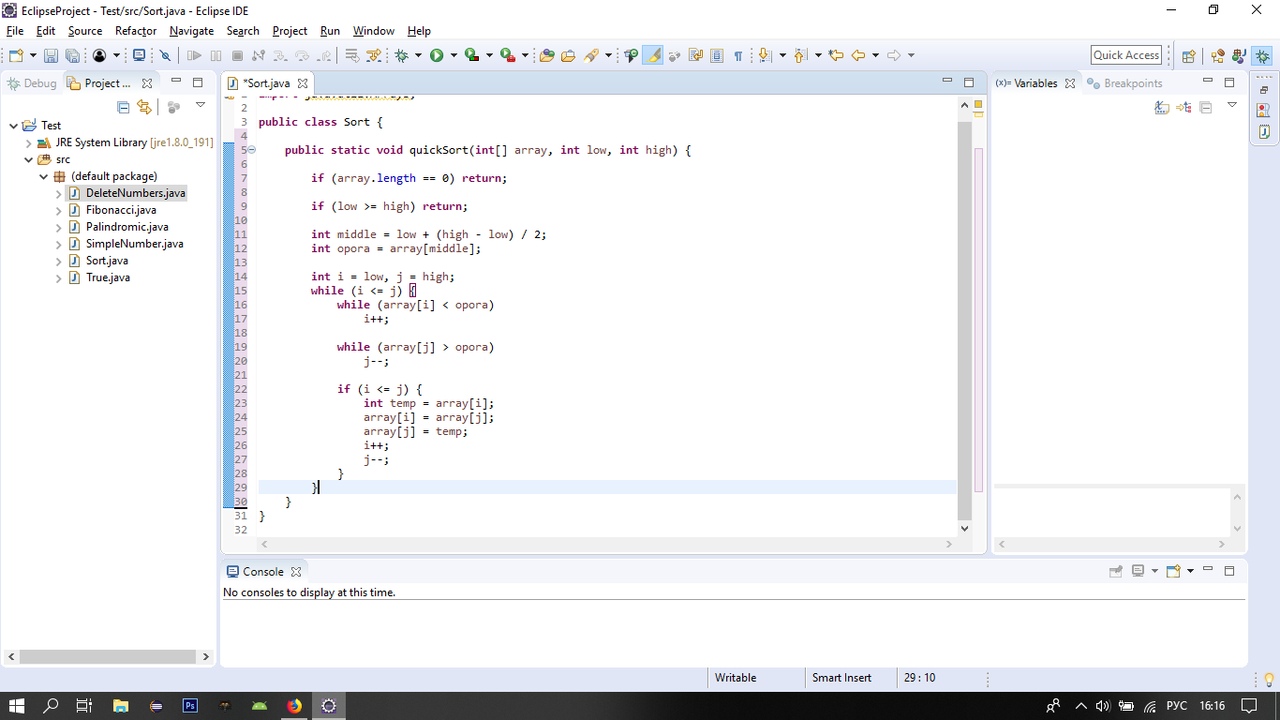 EclipseProject - Test/src/Sort.java - Eclipse IDE
File Edit Source Refactor Navigate Search Project Run Window Help
Quick Access
Debug Project ...
*Sort.java
(x)= Variables Breakpoints
Test
JRE System Library [jre1.8.0_191]
src
(default package)
DeleteNumbers.java
Fibonacci.java
Palindromic.java
SimpleNumber.java
Sort.java
True.java
2
3 public class Sort {
4
5 public static void quickSort(int[] array, int low, int high) {
6
7 if (array.length == 0) return;
8
9 if (low >= high) return;
10
11 int middle = low + (high - low) / 2;
12 int opora = array[middle];
13
14 int i = low, j = high;
15 while (i <= j) {
16 while (array[i] < opora)
17 i++;
18
19 while (array[j] > opora)
20 j--;
21
22 if (i <= j) {
23 int temp = array[i];
24 array[i] = array[j];
25 array[j] = temp;
26 i++;
27 j--;
28 }
29 }
30 }
31 }
32
Console
No consoles to display at this time.
Writable Smart Insert 29 : 10
РУС 16:16